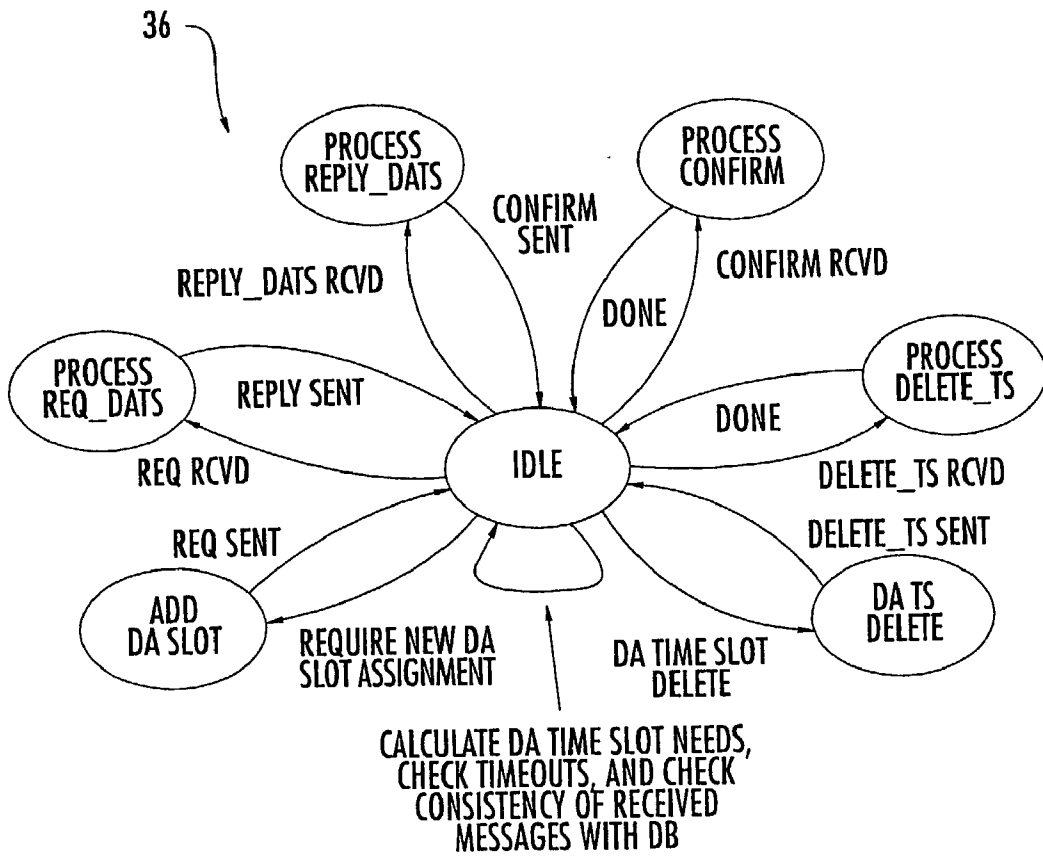 36
PROCESS
REPLY_DATS
PROCESS
CONFIRM
CONFIRM
SENT
REPLY_DATS RCVD
CONFIRM RCVD
DONE
PROCESS
REQ_DATS
REPLY SENT
PROCESS
DELETE_TS
DONE
IDLE
REQ RCVD
DELETE_TS RCVD
REQ SENT
DELETE_TS SENT
ADD
DA SLOT
REQUIRE NEW DA
SLOT ASSIGNMENT
DA TIME SLOT
DELETE
DA TS
DELETE
CALCULATE DA TIME SLOT NEEDS,
CHECK TIMEOUTS, AND CHECK
CONSISTENCY OF RECEIVED
MESSAGES WITH DB